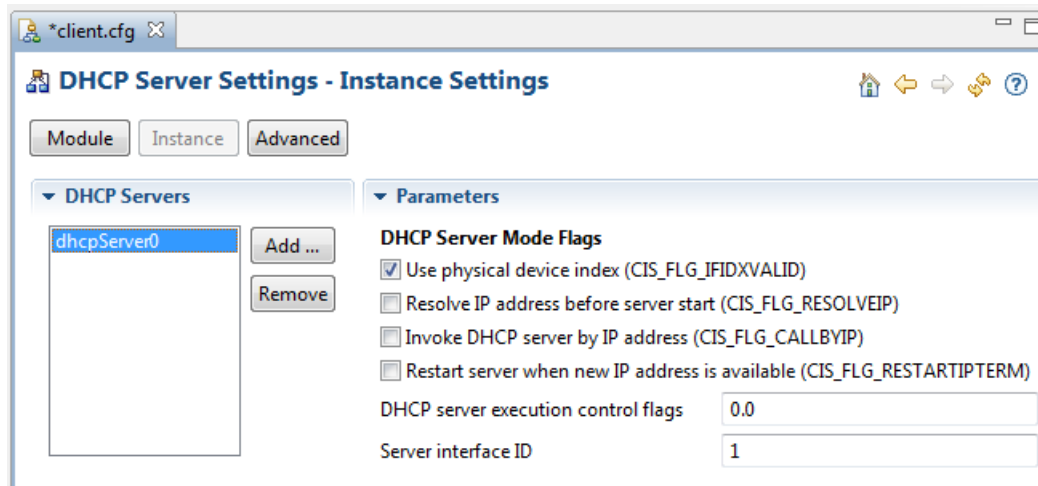 *client.cfg
DHCP Server Settings - Instance Settings
Module Instance Advanced
DHCP Servers
dhcpServer0
Add ...
Remove
Parameters
DHCP Server Mode Flags
Use physical device index (CIS_FLG_IFIDXVALID)
Resolve IP address before server start (CIS_FLG_RESOLVEIP)
Invoke DHCP server by IP address (CIS_FLG_CALLBYIP)
Restart server when new IP address is available (CIS_FLG_RESTARTIPTERM)
DHCP server execution control flags 0.0
Server interface ID 1